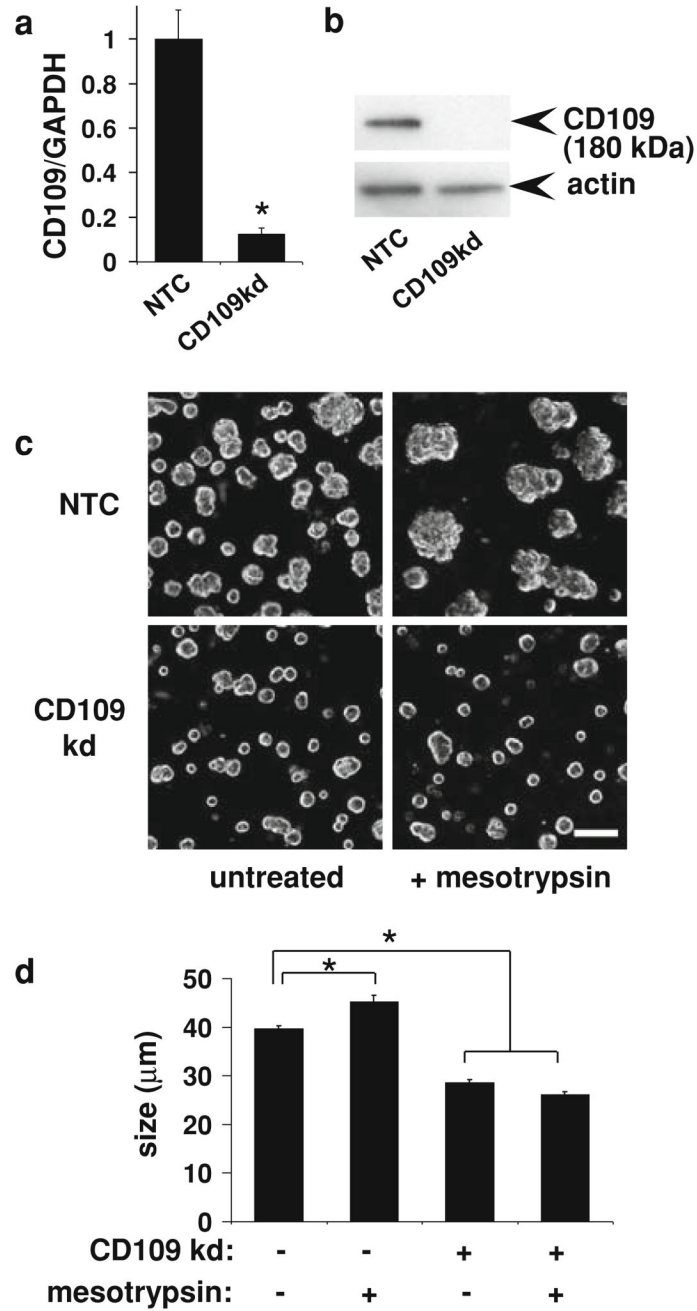 a
CD109/GAPDH
1
0.8
0.6
0.4
0.2
0
*
NTC
CD109kd
b
CD109
(180 kDa)
actin
NTC
CD109kd
c
NTC
CD109
kd
untreated
+ mesotrypsin
d
*
*
size (μm)
50
40
30
20
10
0
CD109 kd: - - + +
mesotrypsin: - + - +